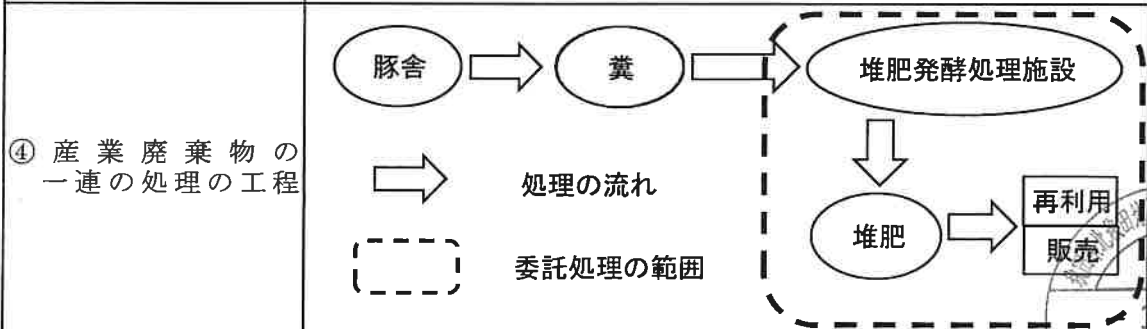 ④ 産業廃棄物の
一連の処理の工程
豚舎
糞
堆肥発酵処理施設
処理の流れ
堆肥
再利用
販売
委託処理の範囲